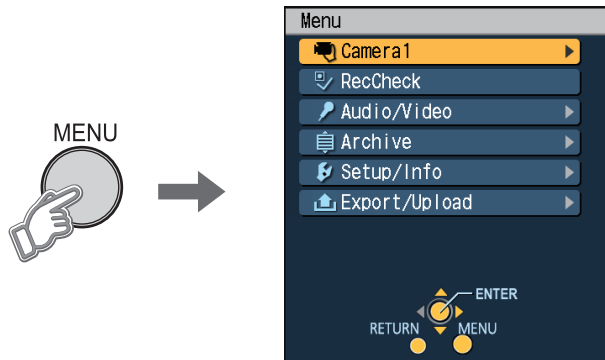 MENU
Menu
Camera1
RecCheck
Audio/Video
Archive
Setup/Info
Export/Upload
ENTER
RETURN
MENU